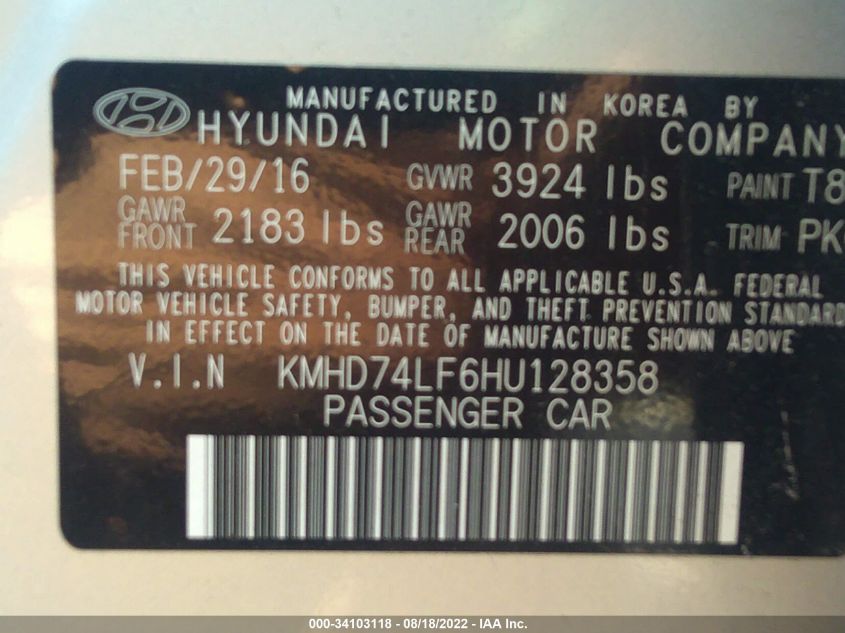 MANUFACTURED IN KOREA BY
HYUNDAI MOTOR COMPANY
FEB/29/16 GVWR 3924 lbs PAINT T8
GAWR FRONT 2183 lbs GAWR REAR 2006 lbs TRIM PK
THIS VEHICLE CONFORMS TO ALL APPLICABLE U.S.A. FEDERAL
MOTOR VEHICLE SAFETY, BUMPER, AND THEFT PREVENTION STANDARD
IN EFFECT ON THE DATE OF MANUFACTURE SHOWN ABOVE
V.I.N KMHD74LF6HU128358
PASSENGER CAR
000-34103118 - 08/18/2022 - IAA Inc.